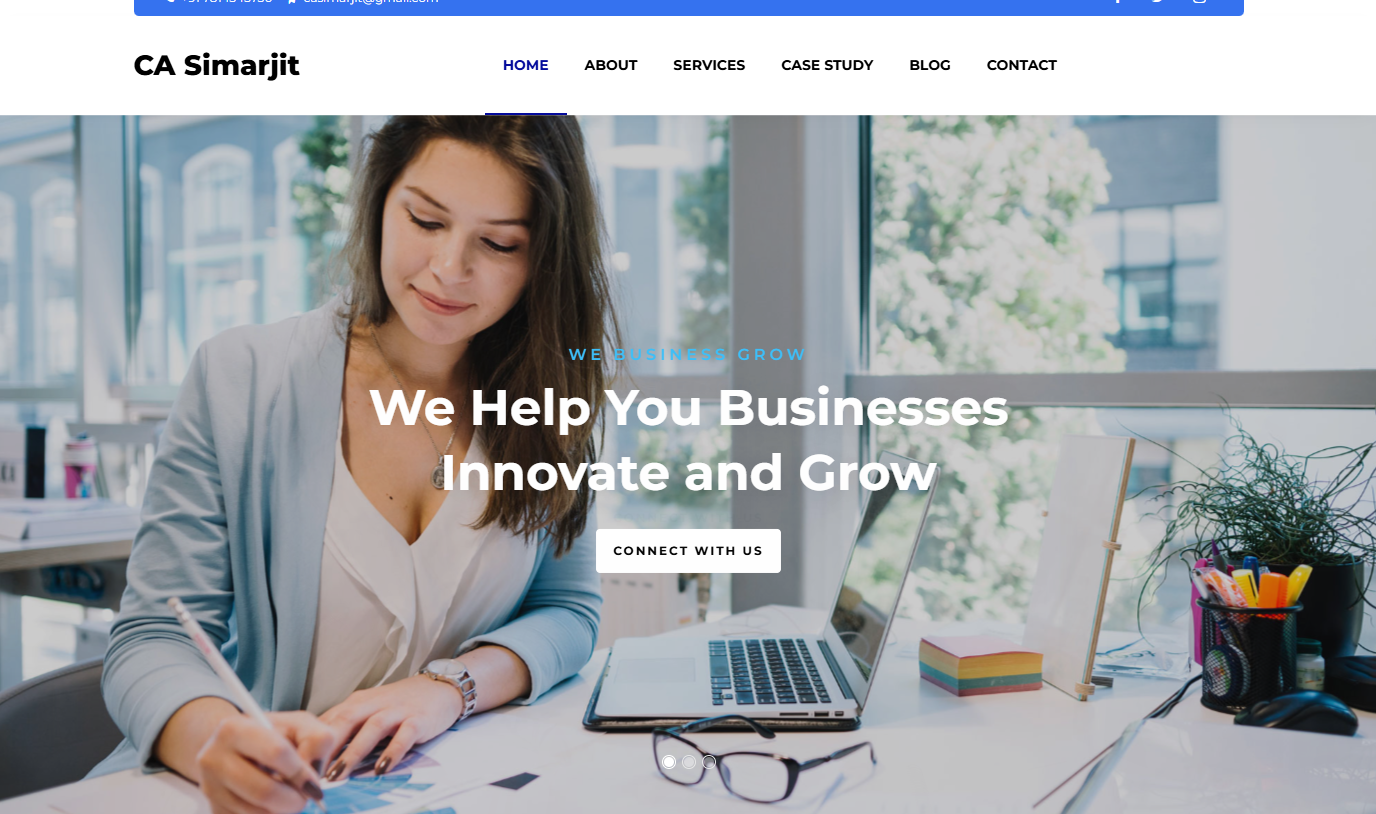 casimarjit@gmail.com
CA Simarjit
HOME ABOUT SERVICES CASE STUDY BLOG CONTACT
WE BUSINESS GROW
We Help You Businesses
Innovate and Grow
CONNECT WITH US